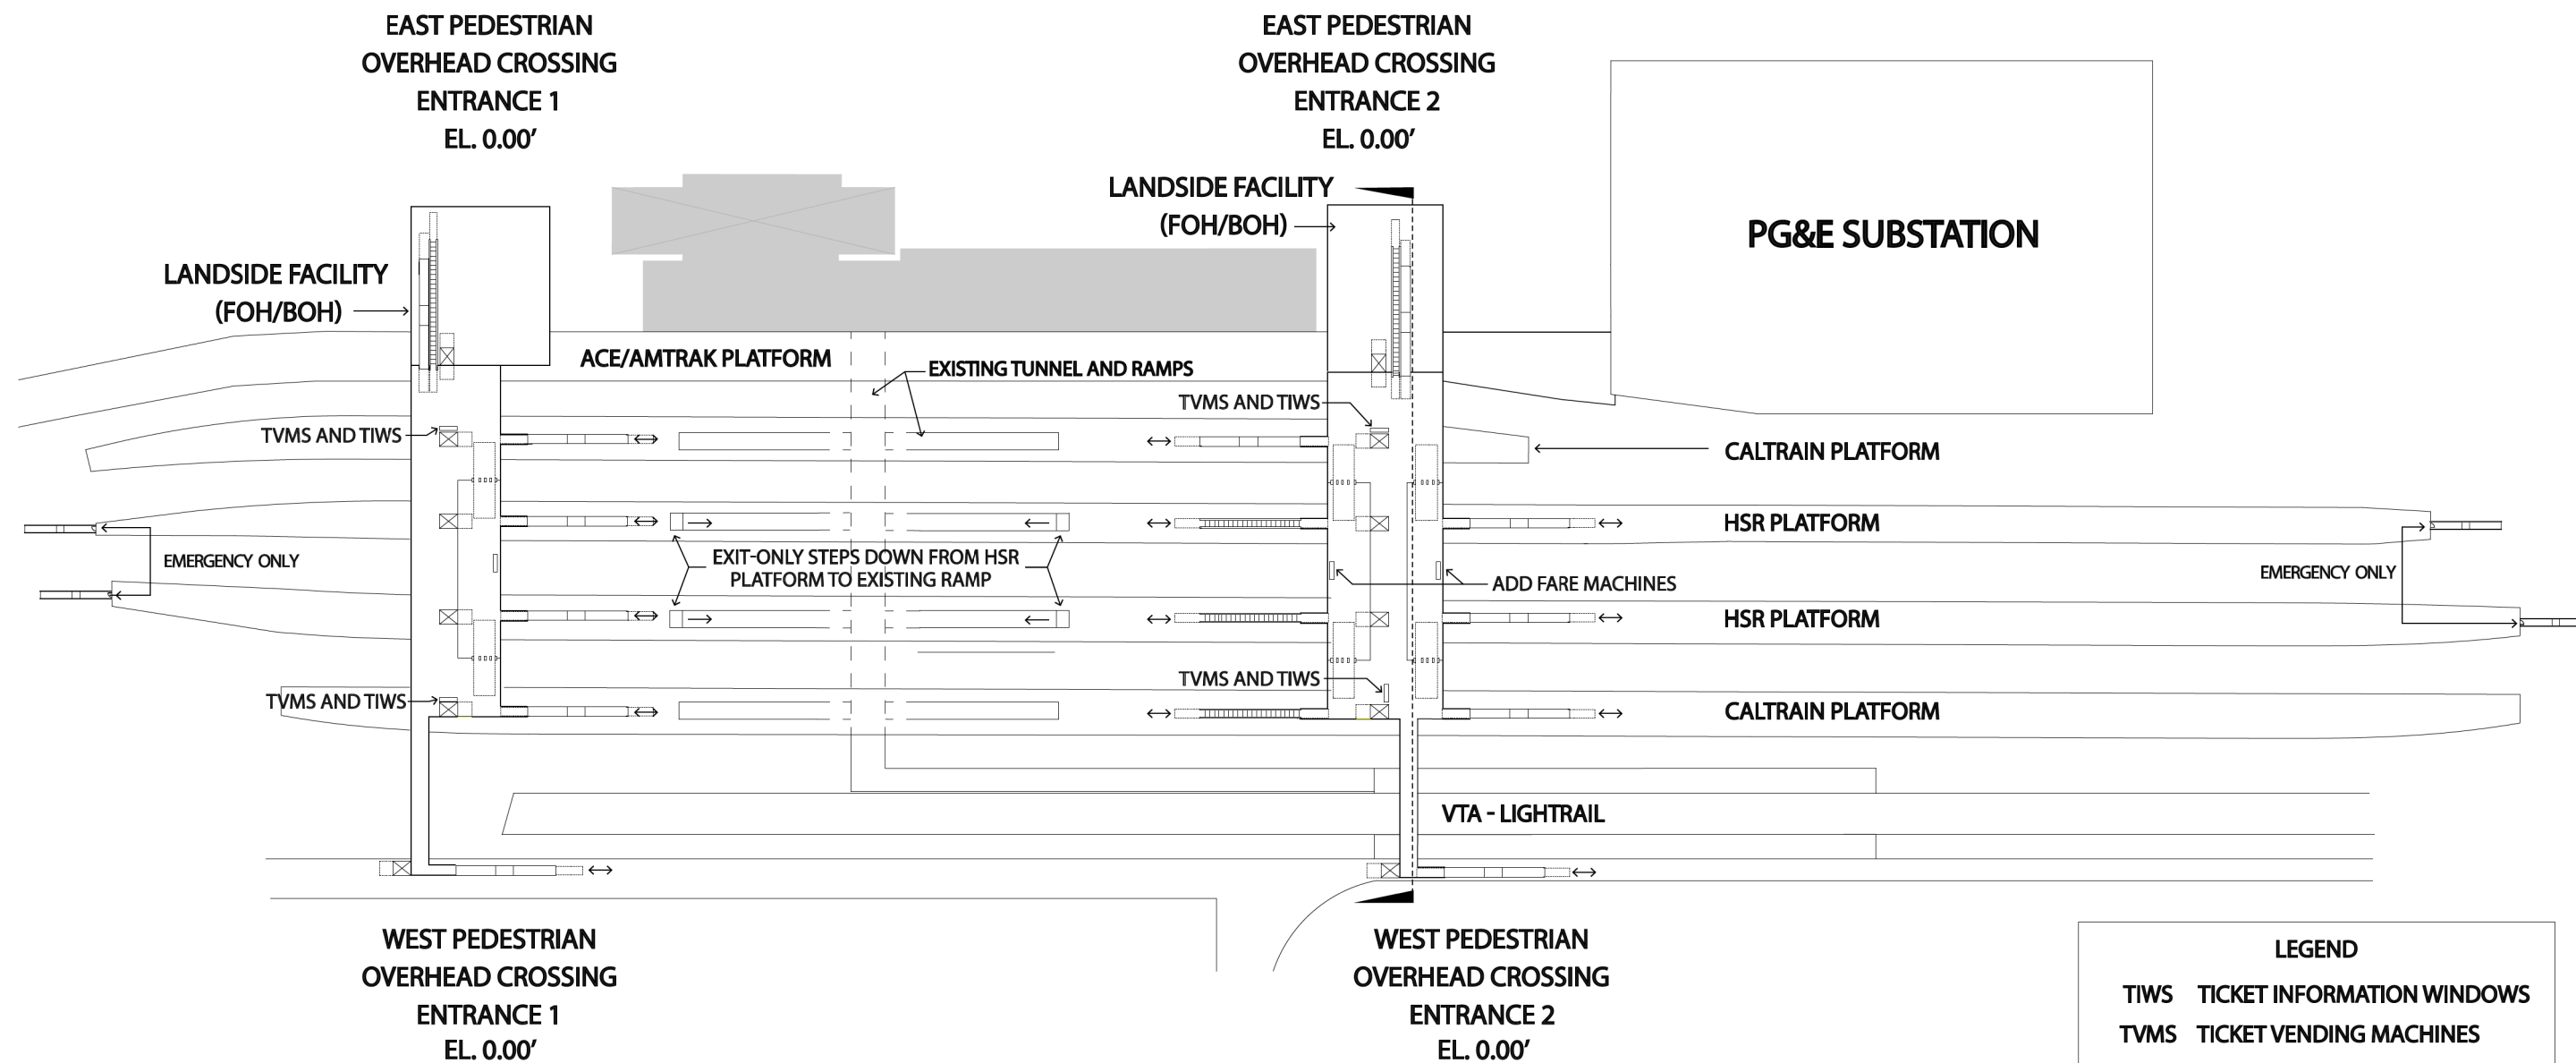 EAST PEDESTRIAN
OVERHEAD CROSSING
ENTRANCE 1
EL. 0.00'
EAST PEDESTRIAN
OVERHEAD CROSSING
ENTRANCE 2
EL. 0.00'
LANDSIDE FACILITY
(FOH/BOH)
PG&E SUBSTATION
LANDSIDE FACILITY
(FOH/BOH)
ACE/AMTRAK PLATFORM
EXISTING TUNNEL AND RAMPS
TVMS AND TIWS
TVMS AND TIWS
CALTRAIN PLATFORM
HSR PLATFORM
EMERGENCY ONLY
EXIT-ONLY STEPS DOWN FROM HSR
PLATFORM TO EXISTING RAMP
ADD FARE MACHINES
EMERGENCY ONLY
HSR PLATFORM
TVMS AND TIWS
TVMS AND TIWS
CALTRAIN PLATFORM
VTA - LIGHTRAIL
WEST PEDESTRIAN
OVERHEAD CROSSING
ENTRANCE 1
EL. 0.00'
WEST PEDESTRIAN
OVERHEAD CROSSING
ENTRANCE 2
EL. 0.00'
LEGEND
TIWS TICKET INFORMATION WINDOWS
TVMS TICKET VENDING MACHINES